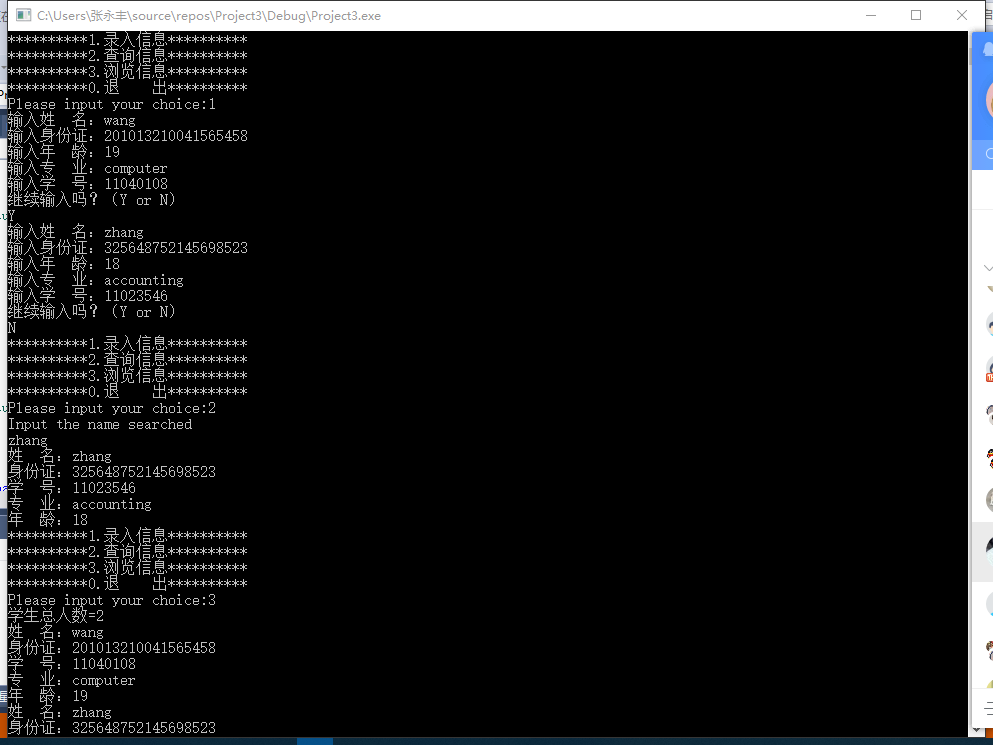 C:\Users\张永丰\source\repos\Project3\Debug\Project3.exe
**********1.录入信息**********
**********2.查询信息**********
**********3.浏览信息**********
**********0.退    出**********
Please input your choice:1
输入姓  名：wang
输入身份证：201013210041565458
输入年  龄：19
输入专  业：computer
输入学  号：11040108
继续输入吗？（Y or N）
Y
输入姓  名：zhang
输入身份证：325648752145698523
输入年  龄：18
输入专  业：accounting
输入学  号：11023546
继续输入吗？（Y or N）
N
**********1.录入信息**********
**********2.查询信息**********
**********3.浏览信息**********
**********0.退    出**********
Please input your choice:2
Input the name searched
zhang
姓  名：zhang
身份证：325648752145698523
学  号：11023546
专  业：accounting
年  龄：18
**********1.录入信息**********
**********2.查询信息**********
**********3.浏览信息**********
**********0.退    出**********
Please input your choice:3
学生总人数=2
姓  名：wang
身份证：201013210041565458
学  号：11040108
专  业：computer
年  龄：19
姓  名：zhang
身份证：325648752145698523